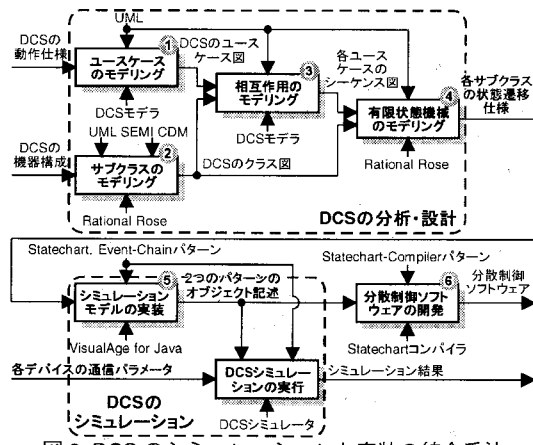 UML
DCSの
動作仕様
1
ユースケース
のモデリング
DCSのユース
ケース図
DCSモデラ
3
相互作用の
モデリング
DCSモデラ
各ユース
ケースの
シーケンス図
4
有限状態機械
のモデリング
Rational Rose
各サブクラス
の状態遷移
仕様
UML SEMI CDM
DCSの
機器構成
2
サブクラスの
モデリング
DCSのクラス図
Rational Rose
DCSの分析・設計
Statechart, Event-Chainパターン
5
シミュレーション
モデルの実装
2つのパターンの
オブジェクト記述
VisualAge for Java
Statechart-Compilerパターン
6
分散制御ソフト
ウェアの開発
分散制御
ソフトウェア
Statechartコンパイラ
各デバイスの通信パラメータ
DCSシミュレー
ションの実行
シミュレーション結果
DCSの
シミュレーション
DCSシミュレータ